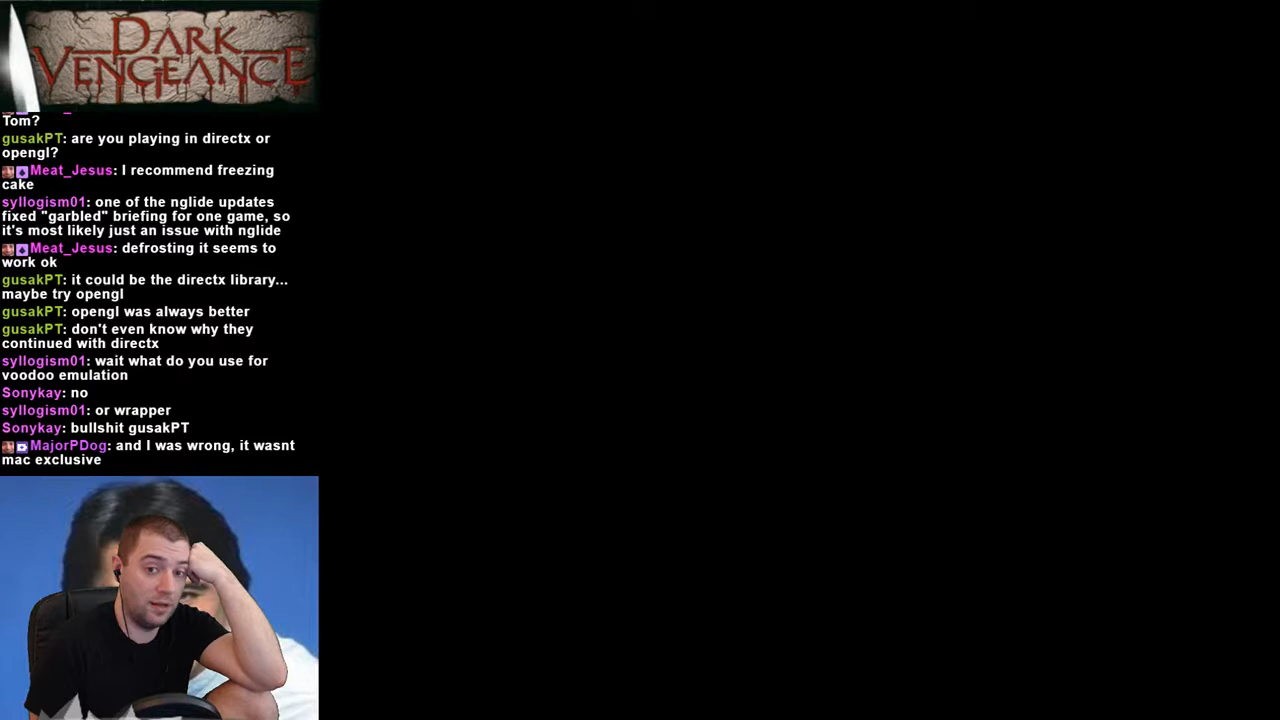 DARK
VENGEANCE
Tom?
gusakPT: are you playing in directx or
opengl?
Meat_Jesus: I recommend freezing
cake
syllogism01: one of the nglide updates
fixed "garbled" briefing for one game, so
it's most likely just an issue with nglide
Meat_Jesus: defrosting it seems to
work ok
gusakPT: it could be the directx library...
maybe try opengl
gusakPT: opengl was always better
gusakPT: don't even know why they
continued with directx
syllogism01: wait what do you use for
voodoo emulation
Sonykay: no
syllogism01: or wrapper
Sonykay: bullshit gusakPT
MajorPDog: and I was wrong, it wasnt
mac exclusive